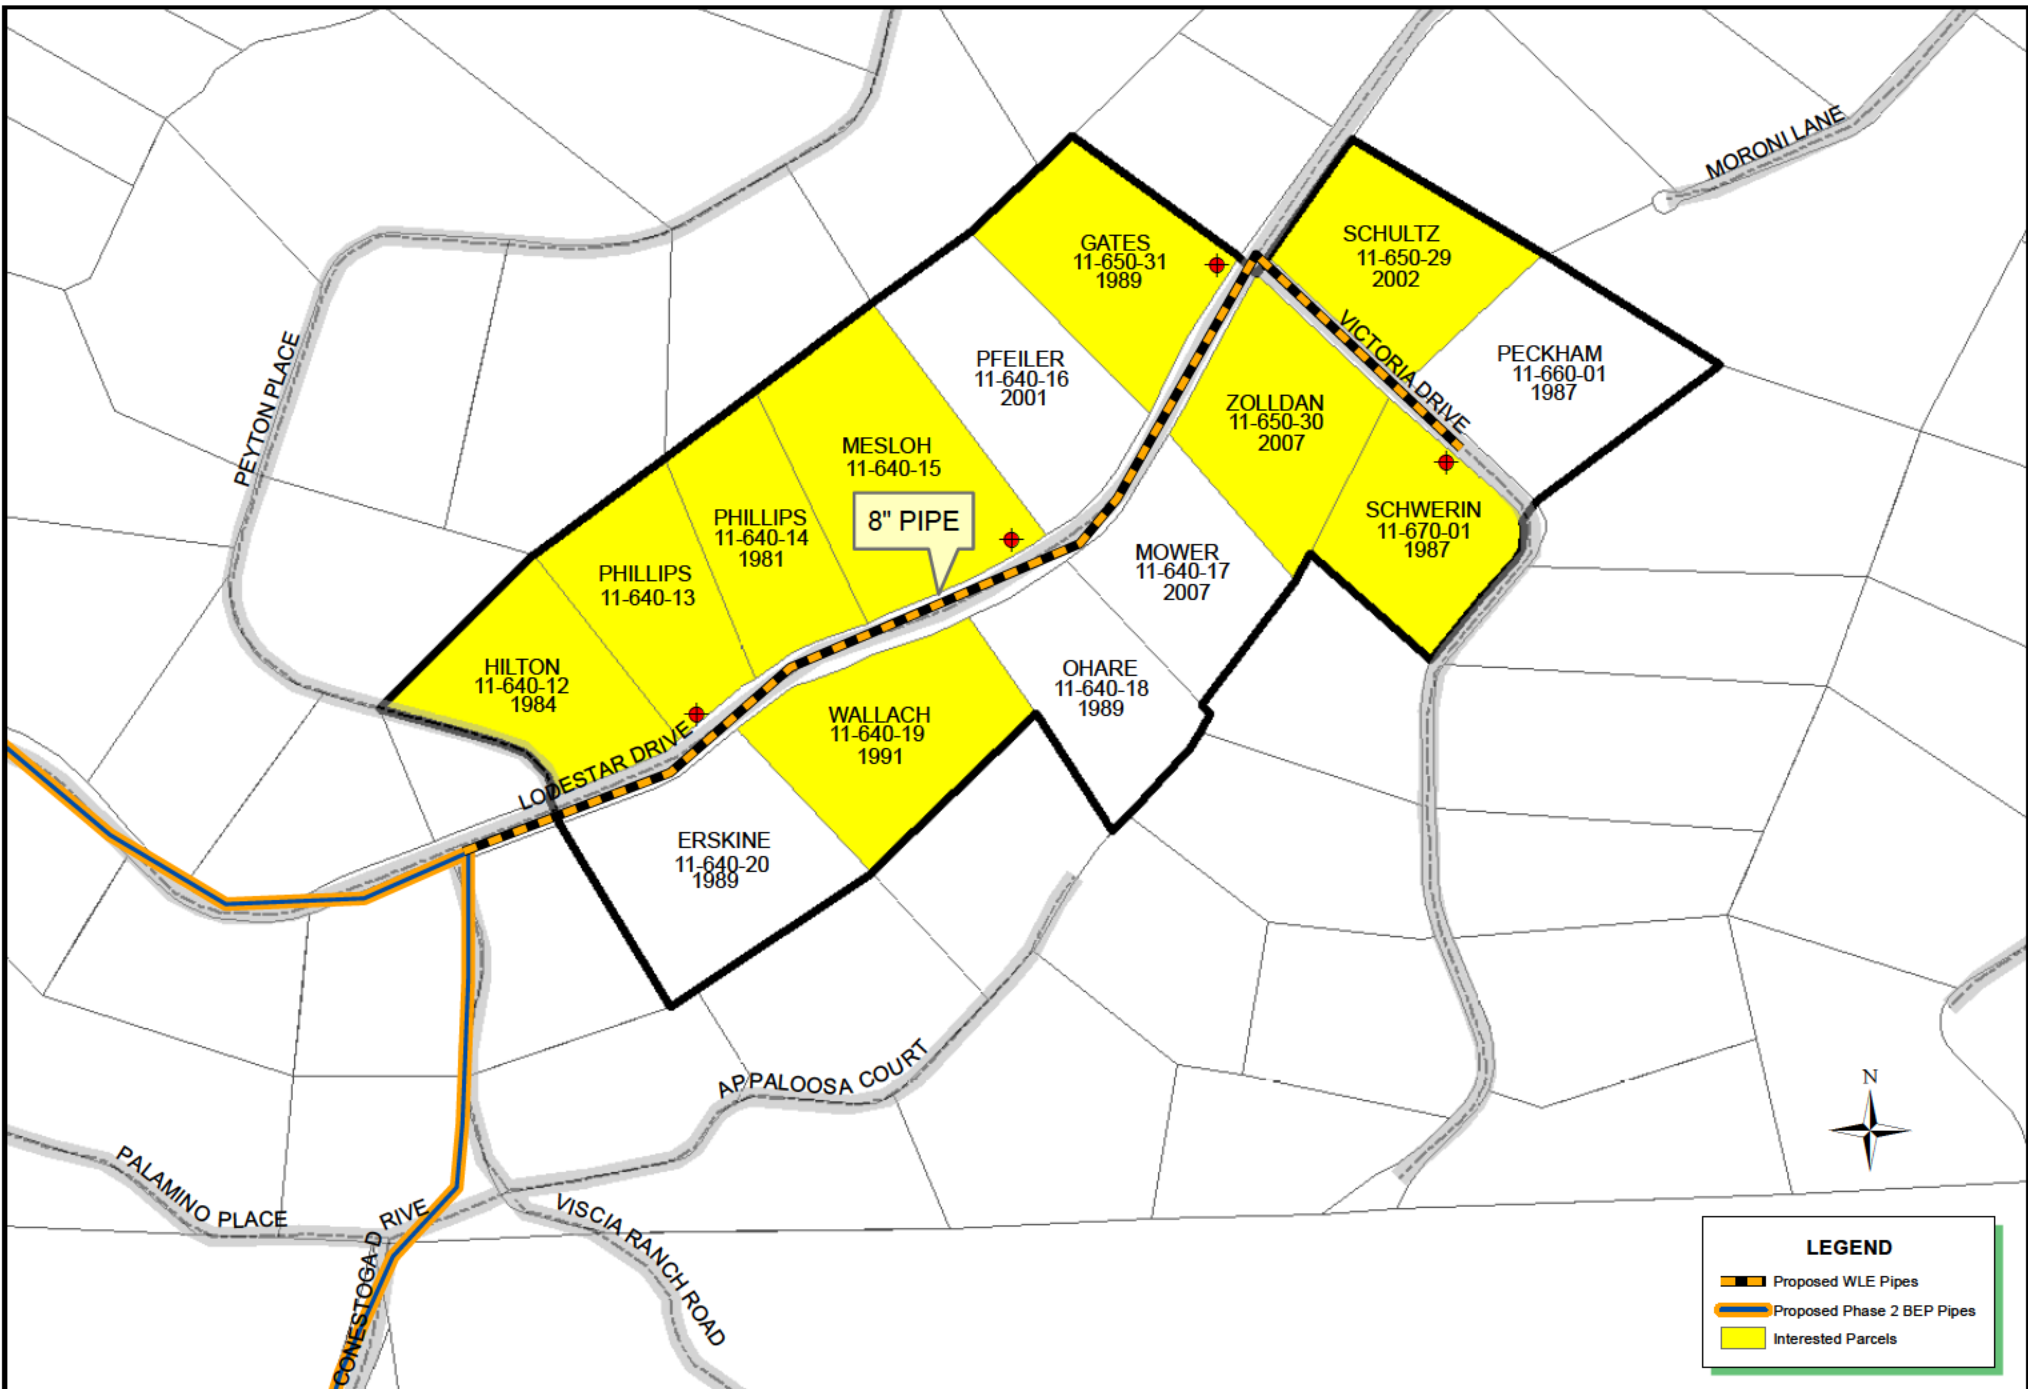 MORONI LANE
GATES
11-650-31
1989
SCHULTZ
11-650-29
2002
PECKHAM
11-660-01
1987
VICTORIA DRIVE
PEYTON PLACE
PFEILER
11-640-16
2001
ZOLLDAN
11-650-30
2007
MESLOH
11-640-15
8" PIPE
SCHWERIN
11-670-01
1987
PHILLIPS
11-640-14
1981
MOWER
11-640-17
2007
PHILLIPS
11-640-13
HILTON
11-640-12
1984
OHARE
11-640-18
1989
WALLACH
11-640-19
1991
LODESTAR DRIVE
ERSKINE
11-640-20
1989
APPALOOSA COURT
N
PALAMINO PLACE
CONESTOGA D RIVE
VISCIA RANCH ROAD
LEGEND
Proposed WLE Pipes
Proposed Phase 2 BEP Pipes
Interested Parcels